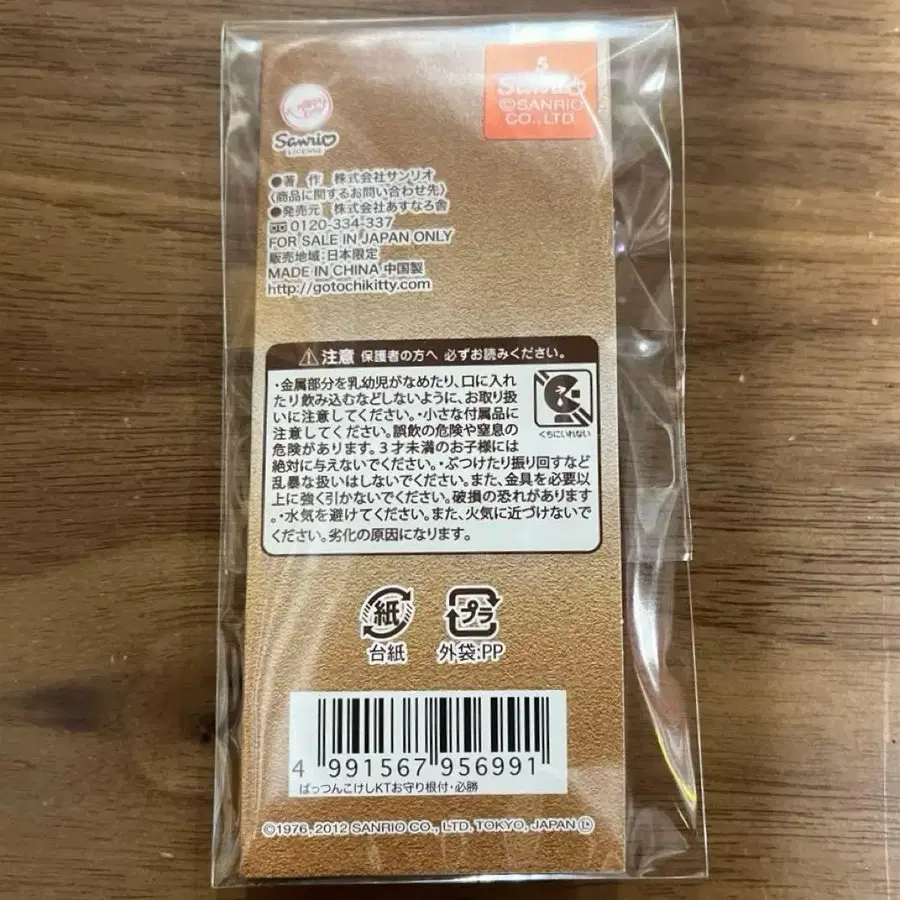 Happy
Sanrio
LICENSE
5
Sanrio
©SANRIO
CO., LTD.
●著 作 株式会社サンリオ
〈商品に関するお問い合わせ先〉
●発売元 株式会社あすなろ舎
0120-334-337
FOR SALE IN JAPAN ONLY
販売地域:日本限定
MADE IN CHINA 中国製
http://gotochikitty.com
注意 保護者の方へ 必ずお読みください。
・金属部分を乳幼児がなめたり、口に入れ
たり飲み込むなどしないように、お取り扱
いに注意してください。・小さな付属品に
注意してください。誤飲の危険や窒息の
危険があります。3才未満のお子様には
絶対に与えないでください。・ぶつけたり振り回すなど
乱暴な扱いはしないでください。また、金具を必要以
上に強く引かないでください。破損の恐れがあります
。・水気を避けてください。また、火気に近づけないで
ください。劣化の原因になります。
くちにいれない
紙
台紙
プラ
外袋:PP
4 991567 956991
ぱっつんこけしKTお守り根付・必勝
©1976, 2012 SANRIO CO., LTD. TOKYO, JAPAN Ⓛ